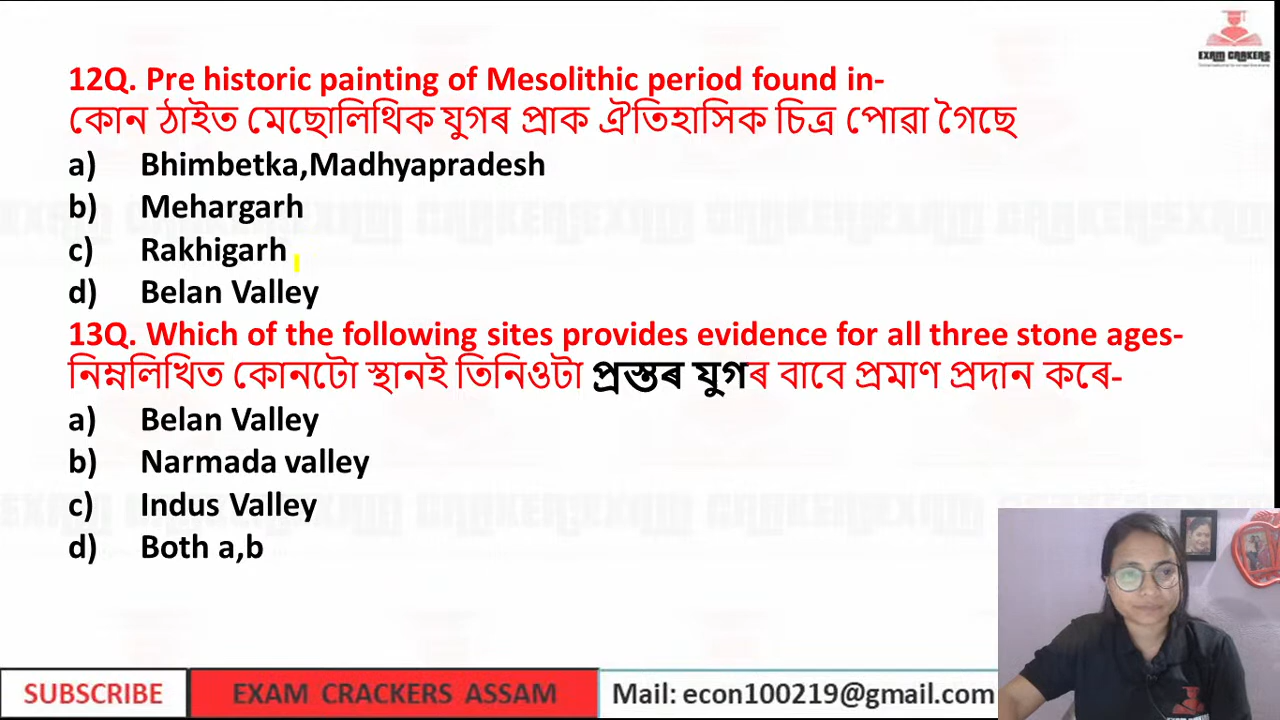 EXAM CRAKERS
12Q. Pre historic painting of Mesolithic period found in-
কোন ঠাইত মেছোলিথিক যুগৰ প্ৰাক ঐতিহাসিক চিত্ৰ পোৱা গৈছে
a) Bhimbetka,Madhyapradesh
b) Mehargarh
c) Rakhigarh
d) Belan Valley
13Q. Which of the following sites provides evidence for all three stone ages-
নিম্নলিখিত কোনটো স্থানই তিনিওটা প্ৰস্তৰ যুগৰ বাবে প্ৰমাণ প্ৰদান কৰে-
a) Belan Valley
b) Narmada valley
c) Indus Valley
d) Both a,b
SUBSCRIBE EXAM CRACKERS ASSAM Mail: econ100219@gmail.com